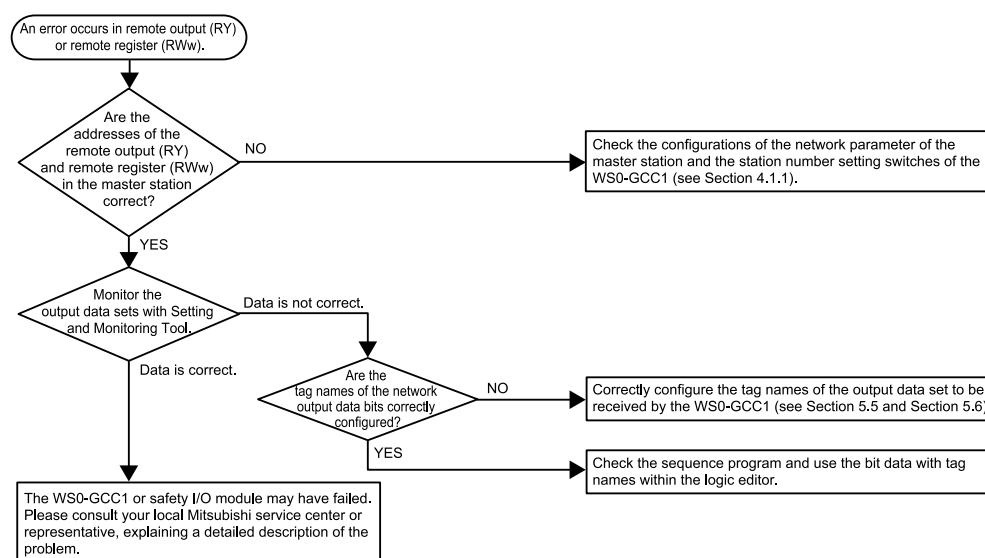 An error occurs in remote output (RY)
or remote register (RWw).
Are the
addresses of the
remote output (RY)
and remote register (RWw)
in the master station
correct?
NO
Check the configurations of the network parameter of the
master station and the station number setting switches of the
WS0-GCC1 (see Section 4.1.1).
YES
Monitor the
output data sets with Setting
and Monitoring Tool.
Data is not correct.
Data is correct.
Are the
tag names of the network
output data bits correctly
configured?
NO
Correctly configure the tag names of the output data set to be
received by the WS0-GCC1 (see Section 5.5 and Section 5.6)
YES
Check the sequence program and use the bit data with tag
names within the logic editor.
The WS0-GCC1 or safety I/O module may have failed.
Please consult your local Mitsubishi service center or
representative, explaining a detailed description of the
problem.